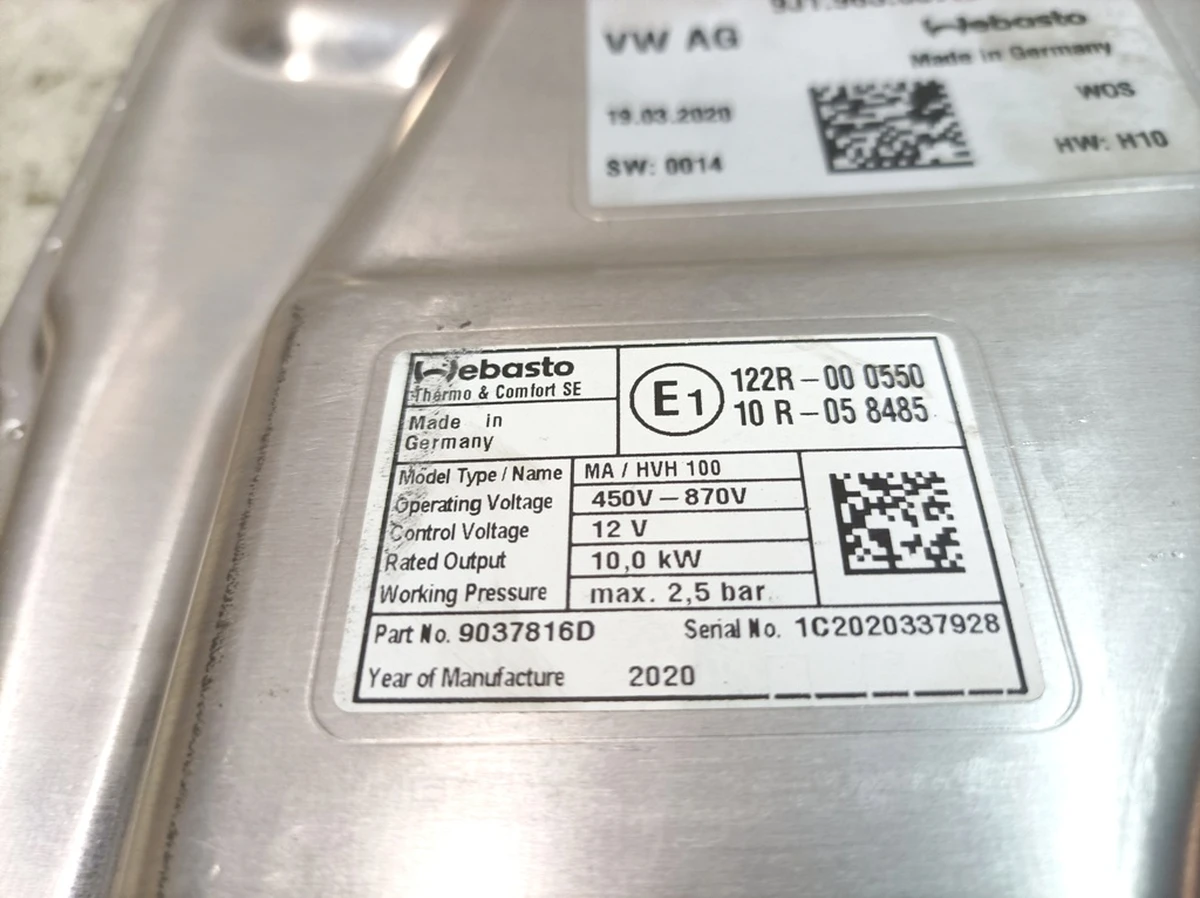 VW AG
Webasto
Made in Germany
19.03.2020
WOS
SW: 0014
HW: H10
Webasto
Thermo & Comfort SE
Made in
Germany
E1
122R-00 0550
10 R-05 8485
Model Type / Name MA / HVH 100
Operating Voltage 450V-870V
Control Voltage 12 V
Rated Output 10,0 kW
Working Pressure max. 2,5 bar
Part No. 9037816D Serial No. 1C2020337928
Year of Manufacture 2020